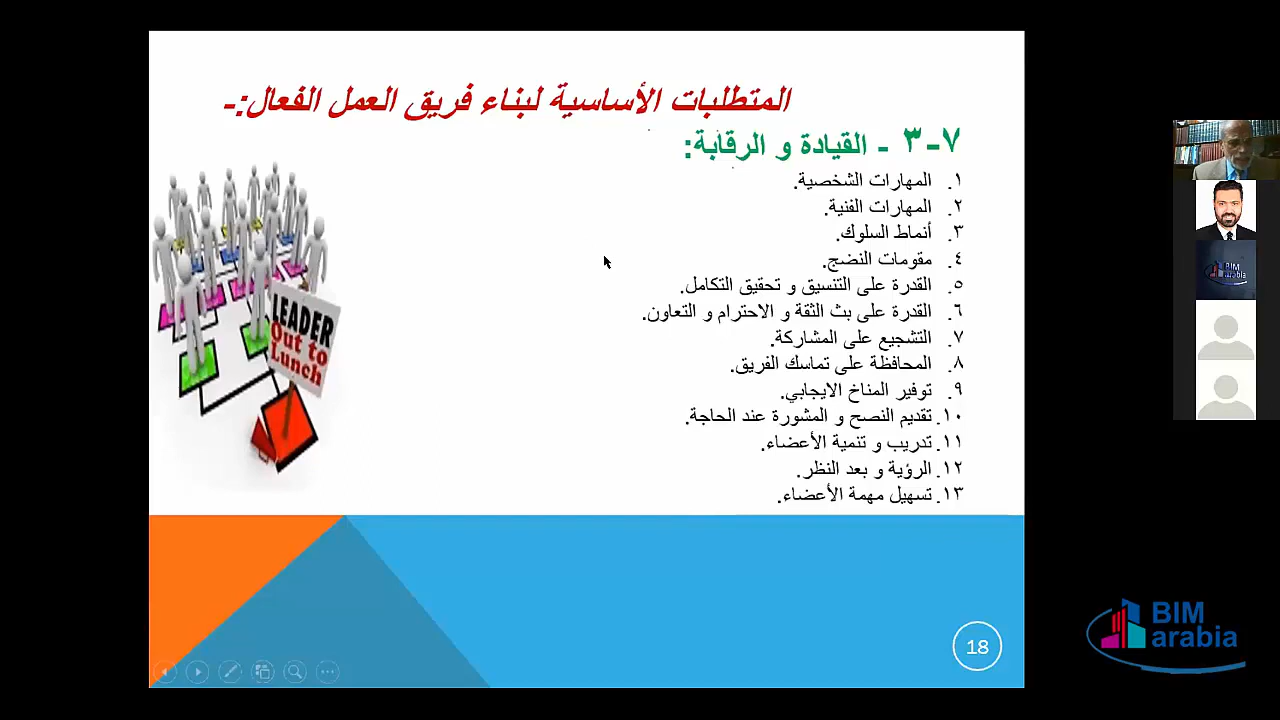 المتطلبات الأساسية لبناء فريق العمل الفعال:-
٧-٣ - القيادة و الرقابة:
١. المهارات الشخصية.
٢. المهارات الفنية.
٣. أنماط السلوك.
٤. مقومات النضج.
٥. القدرة على التنسيق و تحقيق التكامل.
٦. القدرة على بث الثقة و الاحترام و التعاون.
٧. التشجيع على المشاركة.
٨. المحافظة على تماسك الفريق.
٩. توفير المناخ الايجابي.
١٠. تقديم النصح و المشورة عند الحاجة.
١١. تدريب و تنمية الأعضاء.
١٢. الرؤية و بعد النظر.
١٣. تسهيل مهمة الأعضاء.
LEADER
Out to
Lunch
18
BIM
arabia
BIM
arabia